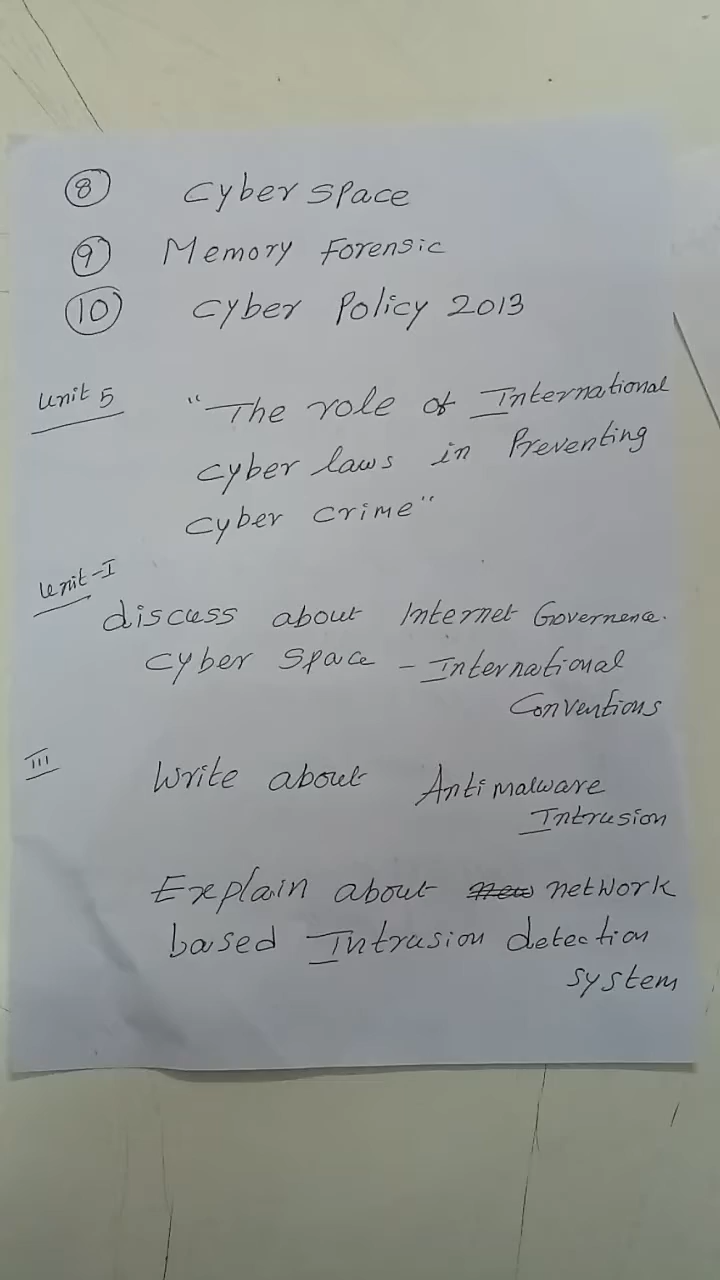 8 Cyber space
9 Memory Forensic
10 Cyber Policy 2013
Unit 5 "The role of International
cyber laws in Preventing
cyber crime"
Unit-I
discuss about Internet Governence.
Cyber Space - International
Conventions
III Write about Antimalware
Intrusion
Explain about network
based Intrusion detection
system